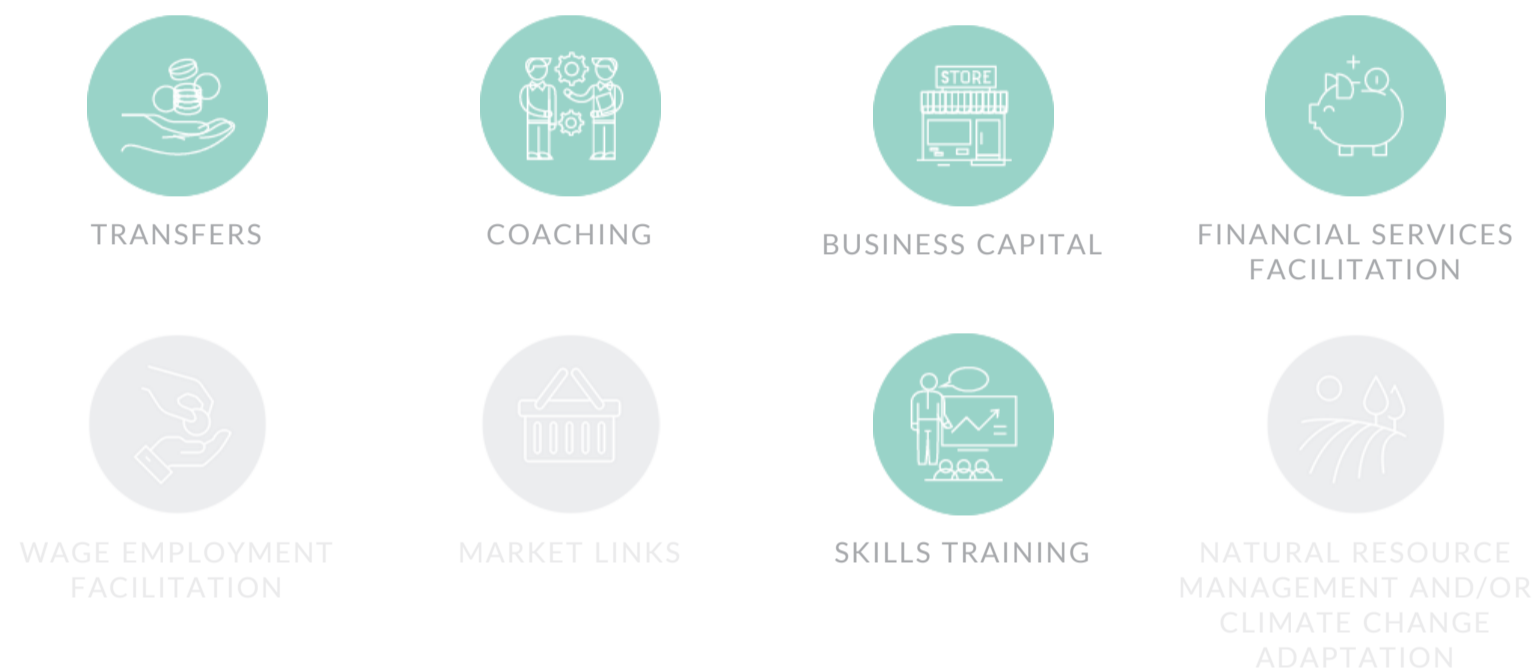 STORE
TRANSFERS
COACHING
BUSINESS CAPITAL
FINANCIAL SERVICES
FACILITATION
WAGE EMPLOYMENT
FACILITATION
MARKET LINKS
SKILLS TRAINING
NATURAL RESOURCE
MANAGEMENT AND/OR
CLIMATE CHANGE
ADAPTATION